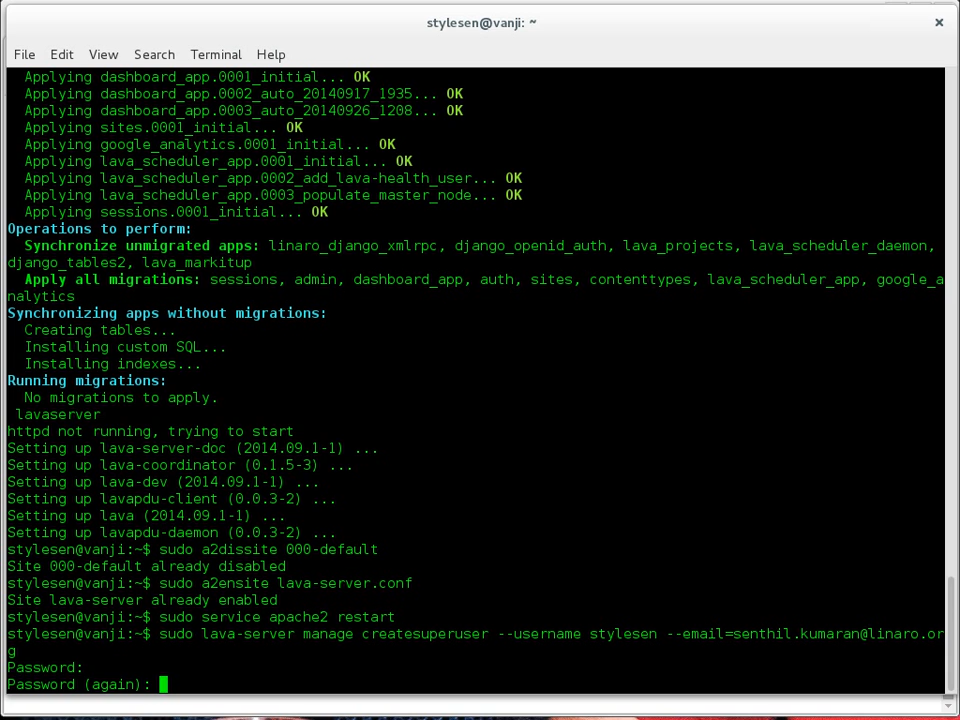 stylesen@vanji: ~
File Edit View Search Terminal Help
Applying dashboard_app.0001_initial... OK
Applying dashboard_app.0002_auto_20140917_1935... OK
Applying dashboard_app.0003_auto_20140926_1208... OK
Applying sites.0001_initial... OK
Applying google_analytics.0001_initial... OK
Applying lava_scheduler_app.0001_initial... OK
Applying lava_scheduler_app.0002_add_lava-health_user... OK
Applying lava_scheduler_app.0003_populate_master_node... OK
Applying sessions.0001_initial... OK
Operations to perform:
Synchronize unmigrated apps: linaro_django_xmlrpc, django_openid_auth, lava_projects, lava_scheduler_daemon,
django_tables2, lava_markitup
Apply all migrations: sessions, admin, dashboard_app, auth, sites, contenttypes, lava_scheduler_app, google_a
nalytics
Synchronizing apps without migrations:
Creating tables...
Installing custom SQL...
Installing indexes...
Running migrations:
No migrations to apply.
lavaserver
httpd not running, trying to start
Setting up lava-server-doc (2014.09.1-1) ...
Setting up lava-coordinator (0.1.5-3) ...
Setting up lava-dev (2014.09.1-1) ...
Setting up lavapdu-client (0.0.3-2) ...
Setting up lava (2014.09.1-1) ...
Setting up lavapdu-daemon (0.0.3-2) ...
stylesen@vanji:~$ sudo a2dissite 000-default
Site 000-default already disabled
stylesen@vanji:~$ sudo a2ensite lava-server.conf
Site lava-server already enabled
stylesen@vanji:~$ sudo service apache2 restart
stylesen@vanji:~$ sudo lava-server manage createsuperuser --username stylesen --email=senthil.kumaran@linaro.or
g
Password:
Password (again):